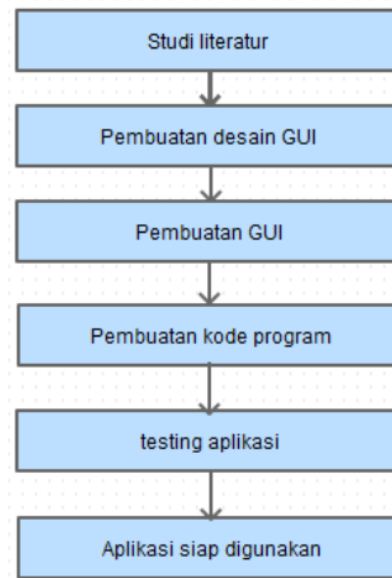 Studi literatur
Pembuatan desain GUI
Pembuatan GUI
Pembuatan kode program
testing aplikasi
Aplikasi siap digunakan